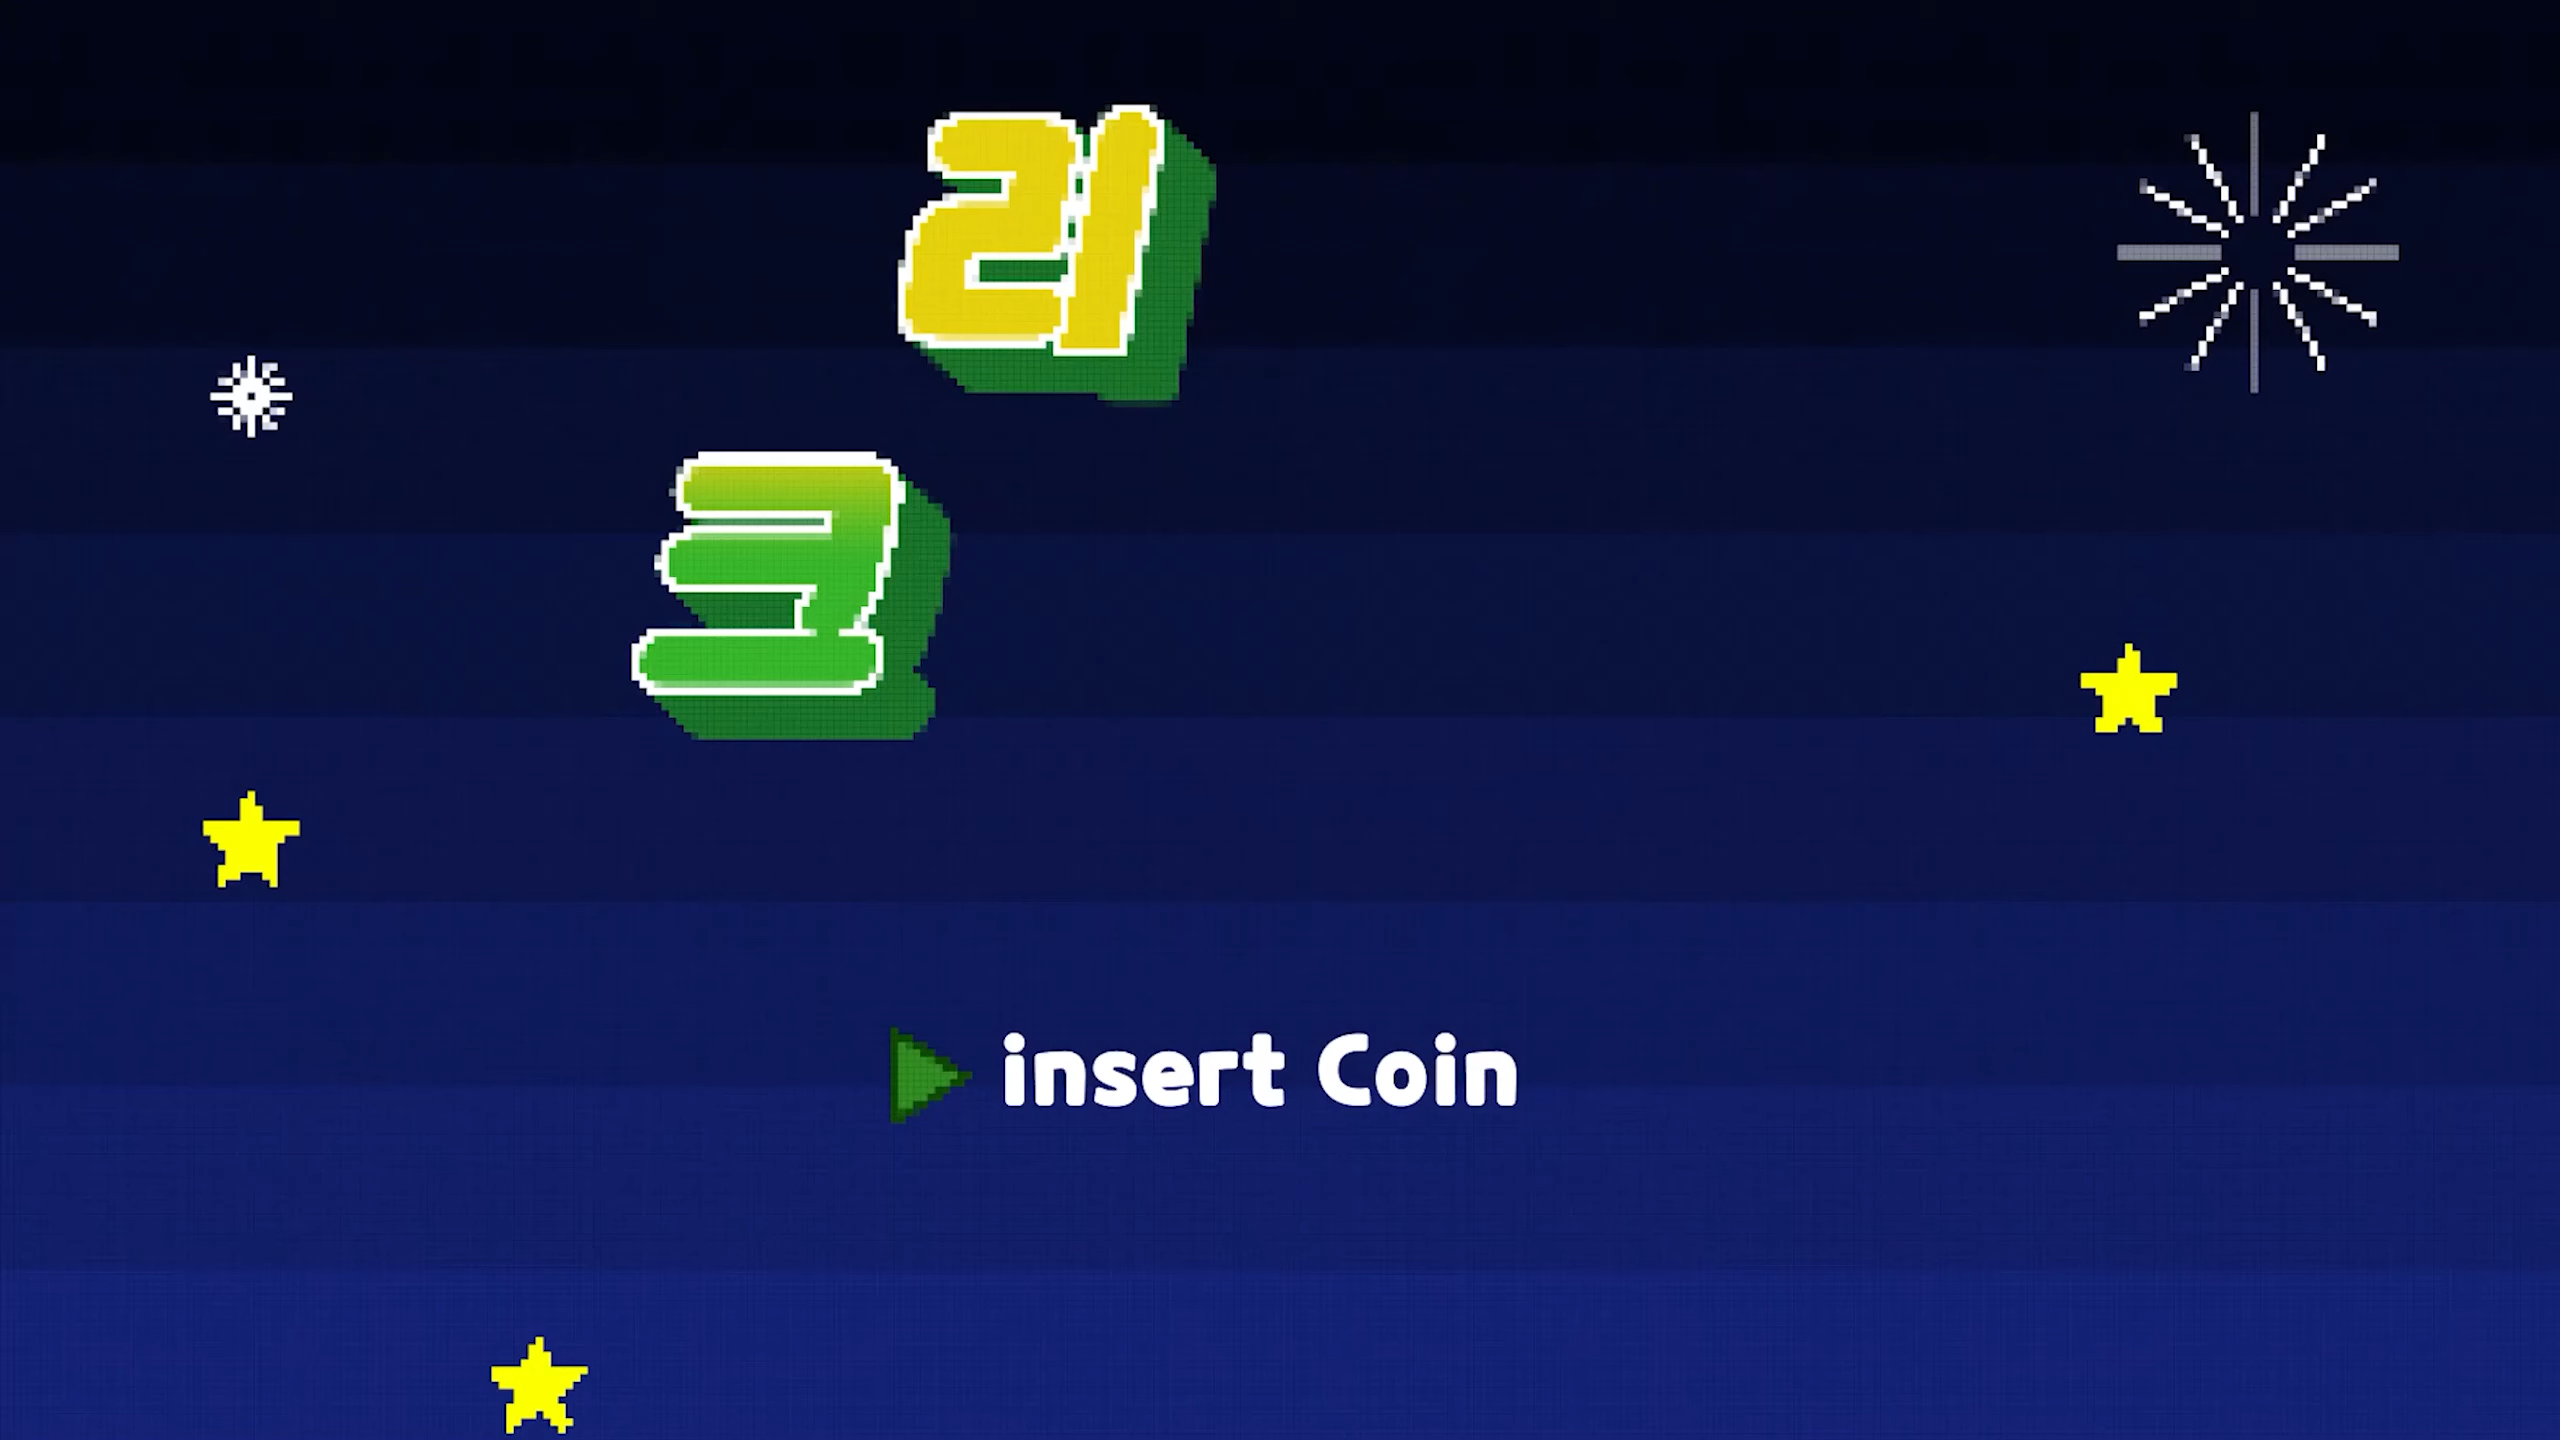 리
크
insert Coin